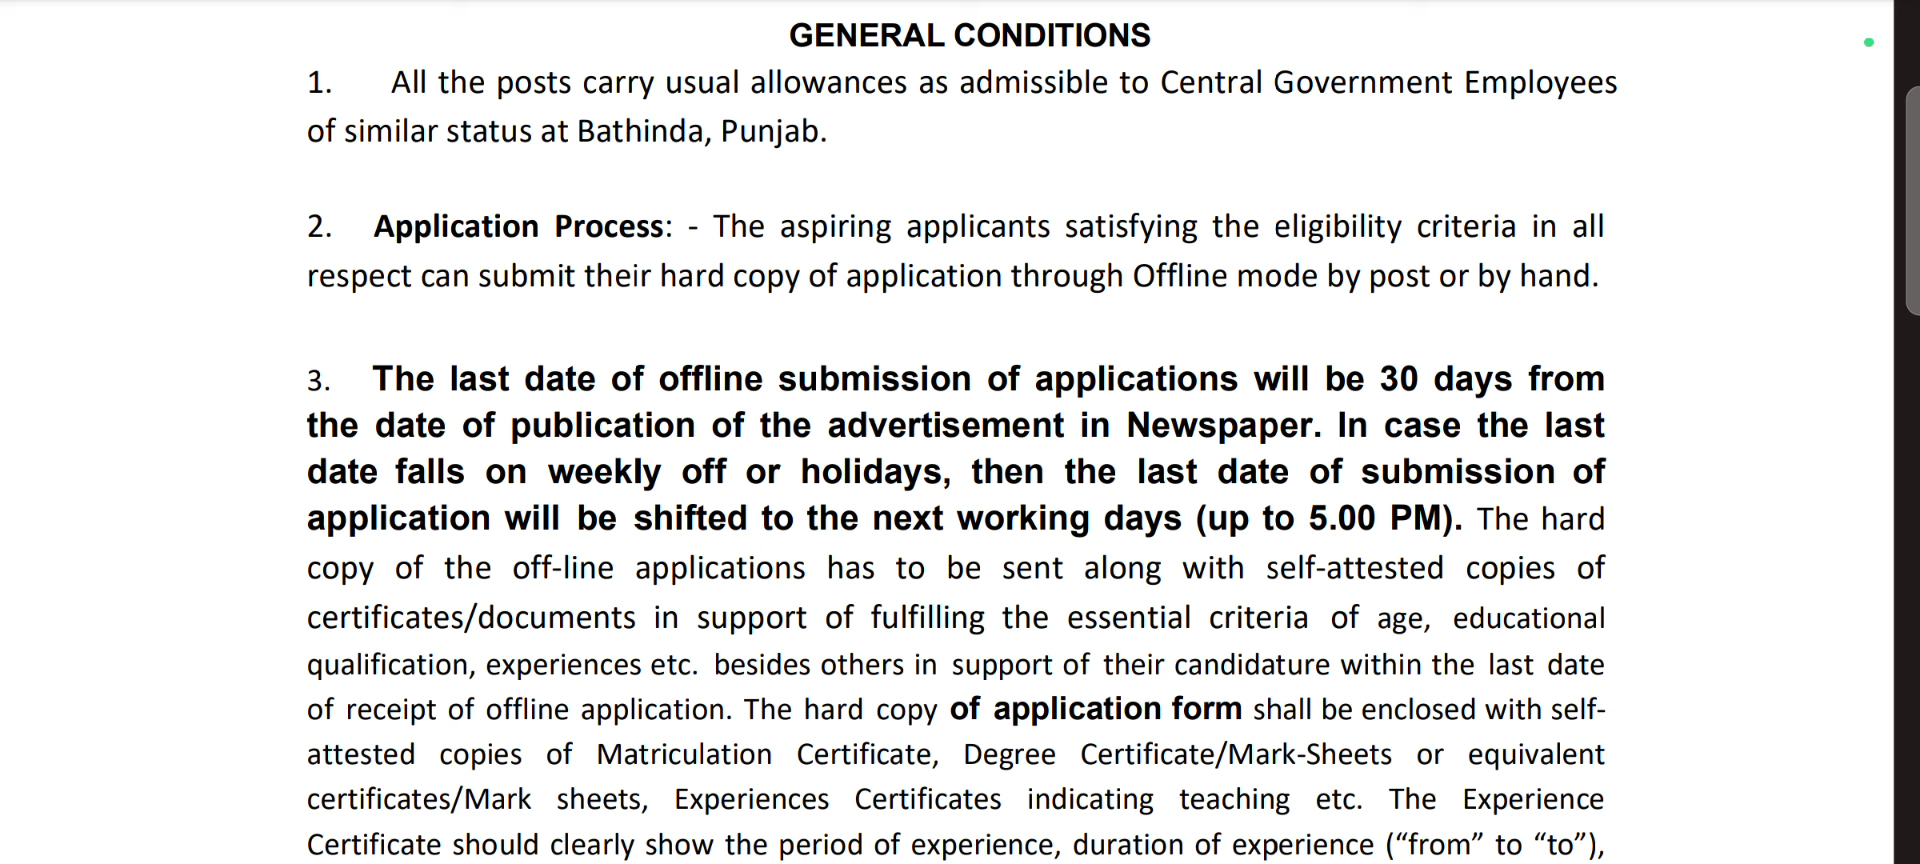 GENERAL CONDITIONS
1. All the posts carry usual allowances as admissible to Central Government Employees
of similar status at Bathinda, Punjab.
2. Application Process: - The aspiring applicants satisfying the eligibility criteria in all
respect can submit their hard copy of application through Offline mode by post or by hand.
3. The last date of offline submission of applications will be 30 days from
the date of publication of the advertisement in Newspaper. In case the last
date falls on weekly off or holidays, then the last date of submission of
application will be shifted to the next working days (up to 5.00 PM). The hard
copy of the off-line applications has to be sent along with self-attested copies of
certificates/documents in support of fulfilling the essential criteria of age, educational
qualification, experiences etc. besides others in support of their candidature within the last date
of receipt of offline application. The hard copy of application form shall be enclosed with self-
attested copies of Matriculation Certificate, Degree Certificate/Mark-Sheets or equivalent
certificates/Mark sheets, Experiences Certificates indicating teaching etc. The Experience
Certificate should clearly show the period of experience, duration of experience (“from” to “to”),